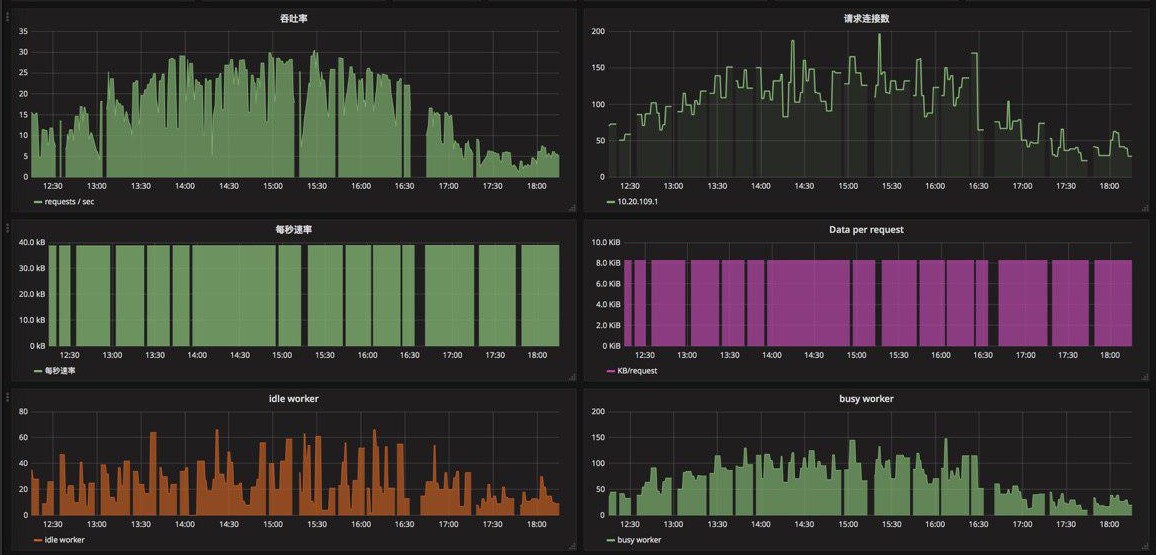 吞吐率
35
30
25
20
15
10
5
0
12:30 13:00 13:30 14:00 14:30 15:00 15:30 16:00 16:30 17:00 17:30 18:00
requests / sec
请求连接数
200
150
100
50
0
12:30 13:00 13:30 14:00 14:30 15:00 15:30 16:00 16:30 17:00 17:30 18:00
10.20.109.1
每秒速率
40.0 kB
30.0 kB
20.0 kB
10.0 kB
0 kB
12:30 13:00 13:30 14:00 14:30 15:00 15:30 16:00 16:30 17:00 17:30 18:00
每秒速率
Data per request
10.0 KiB
8.0 KiB
6.0 KiB
4.0 KiB
2.0 KiB
0 KiB
12:30 13:00 13:30 14:00 14:30 15:00 15:30 16:00 16:30 17:00 17:30 18:00
KB/request
idle worker
80
60
40
20
0
12:30 13:00 13:30 14:00 14:30 15:00 15:30 16:00 16:30 17:00 17:30 18:00
idle worker
busy worker
200
150
100
50
0
12:30 13:00 13:30 14:00 14:30 15:00 15:30 16:00 16:30 17:00 17:30 18:00
busy worker